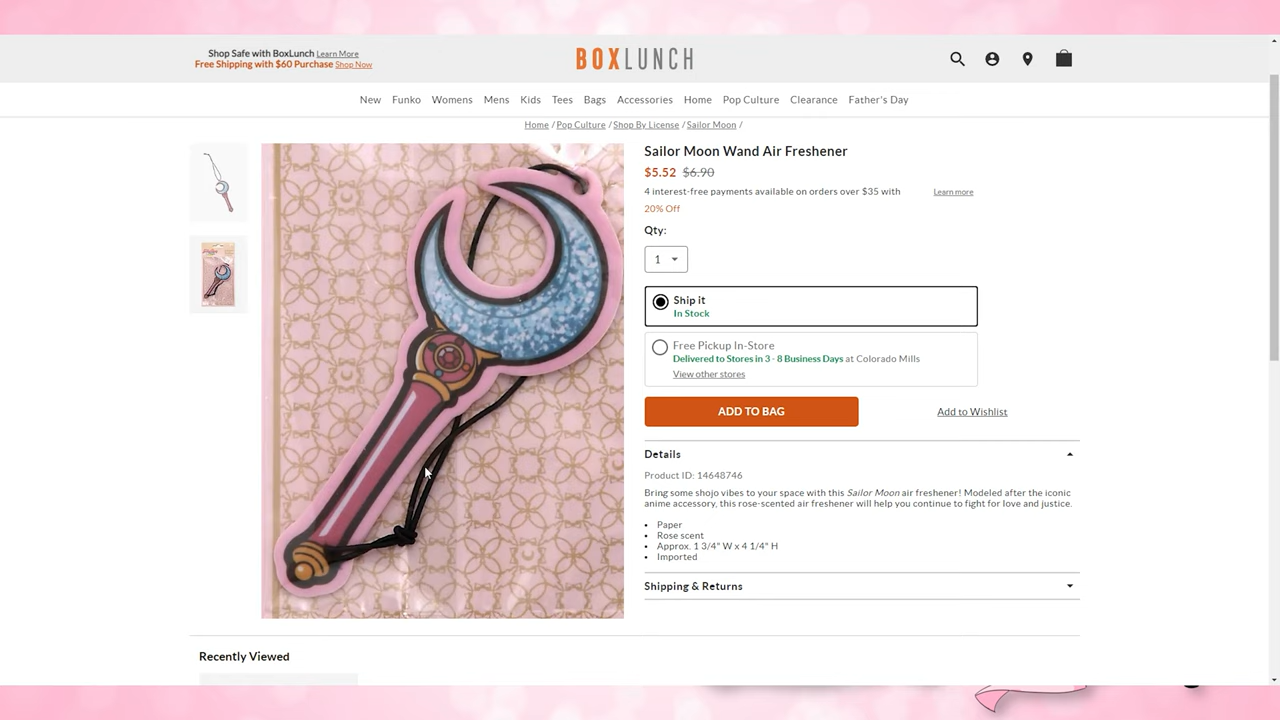 Shop Safe with BoxLunch Learn More
Free Shipping with $60 Purchase Shop Now
BOXLUNCH
New Funko Womens Mens Kids Tees Bags Accessories Home Pop Culture Clearance Father's Day
Home / Pop Culture / Shop By License / Sailor Moon /
Sailor Moon Wand Air Freshener
$5.52 $6.90
4 interest-free payments available on orders over $35 with Learn more
20% Off
Qty:
1
Ship it
In Stock
Free Pickup In-Store
Delivered to Stores in 3 - 8 Business Days at Colorado Mills
View other stores
ADD TO BAG
Add to Wishlist
Details
Product ID: 14648746
Bring some shojo vibes to your space with this Sailor Moon air freshener! Modeled after the iconic
anime accessory, this rose-scented air freshener will help you continue to fight for love and justice.
• Paper
• Rose scent
• Approx. 1 3/4" W x 4 1/4" H
• Imported
Shipping & Returns
Recently Viewed